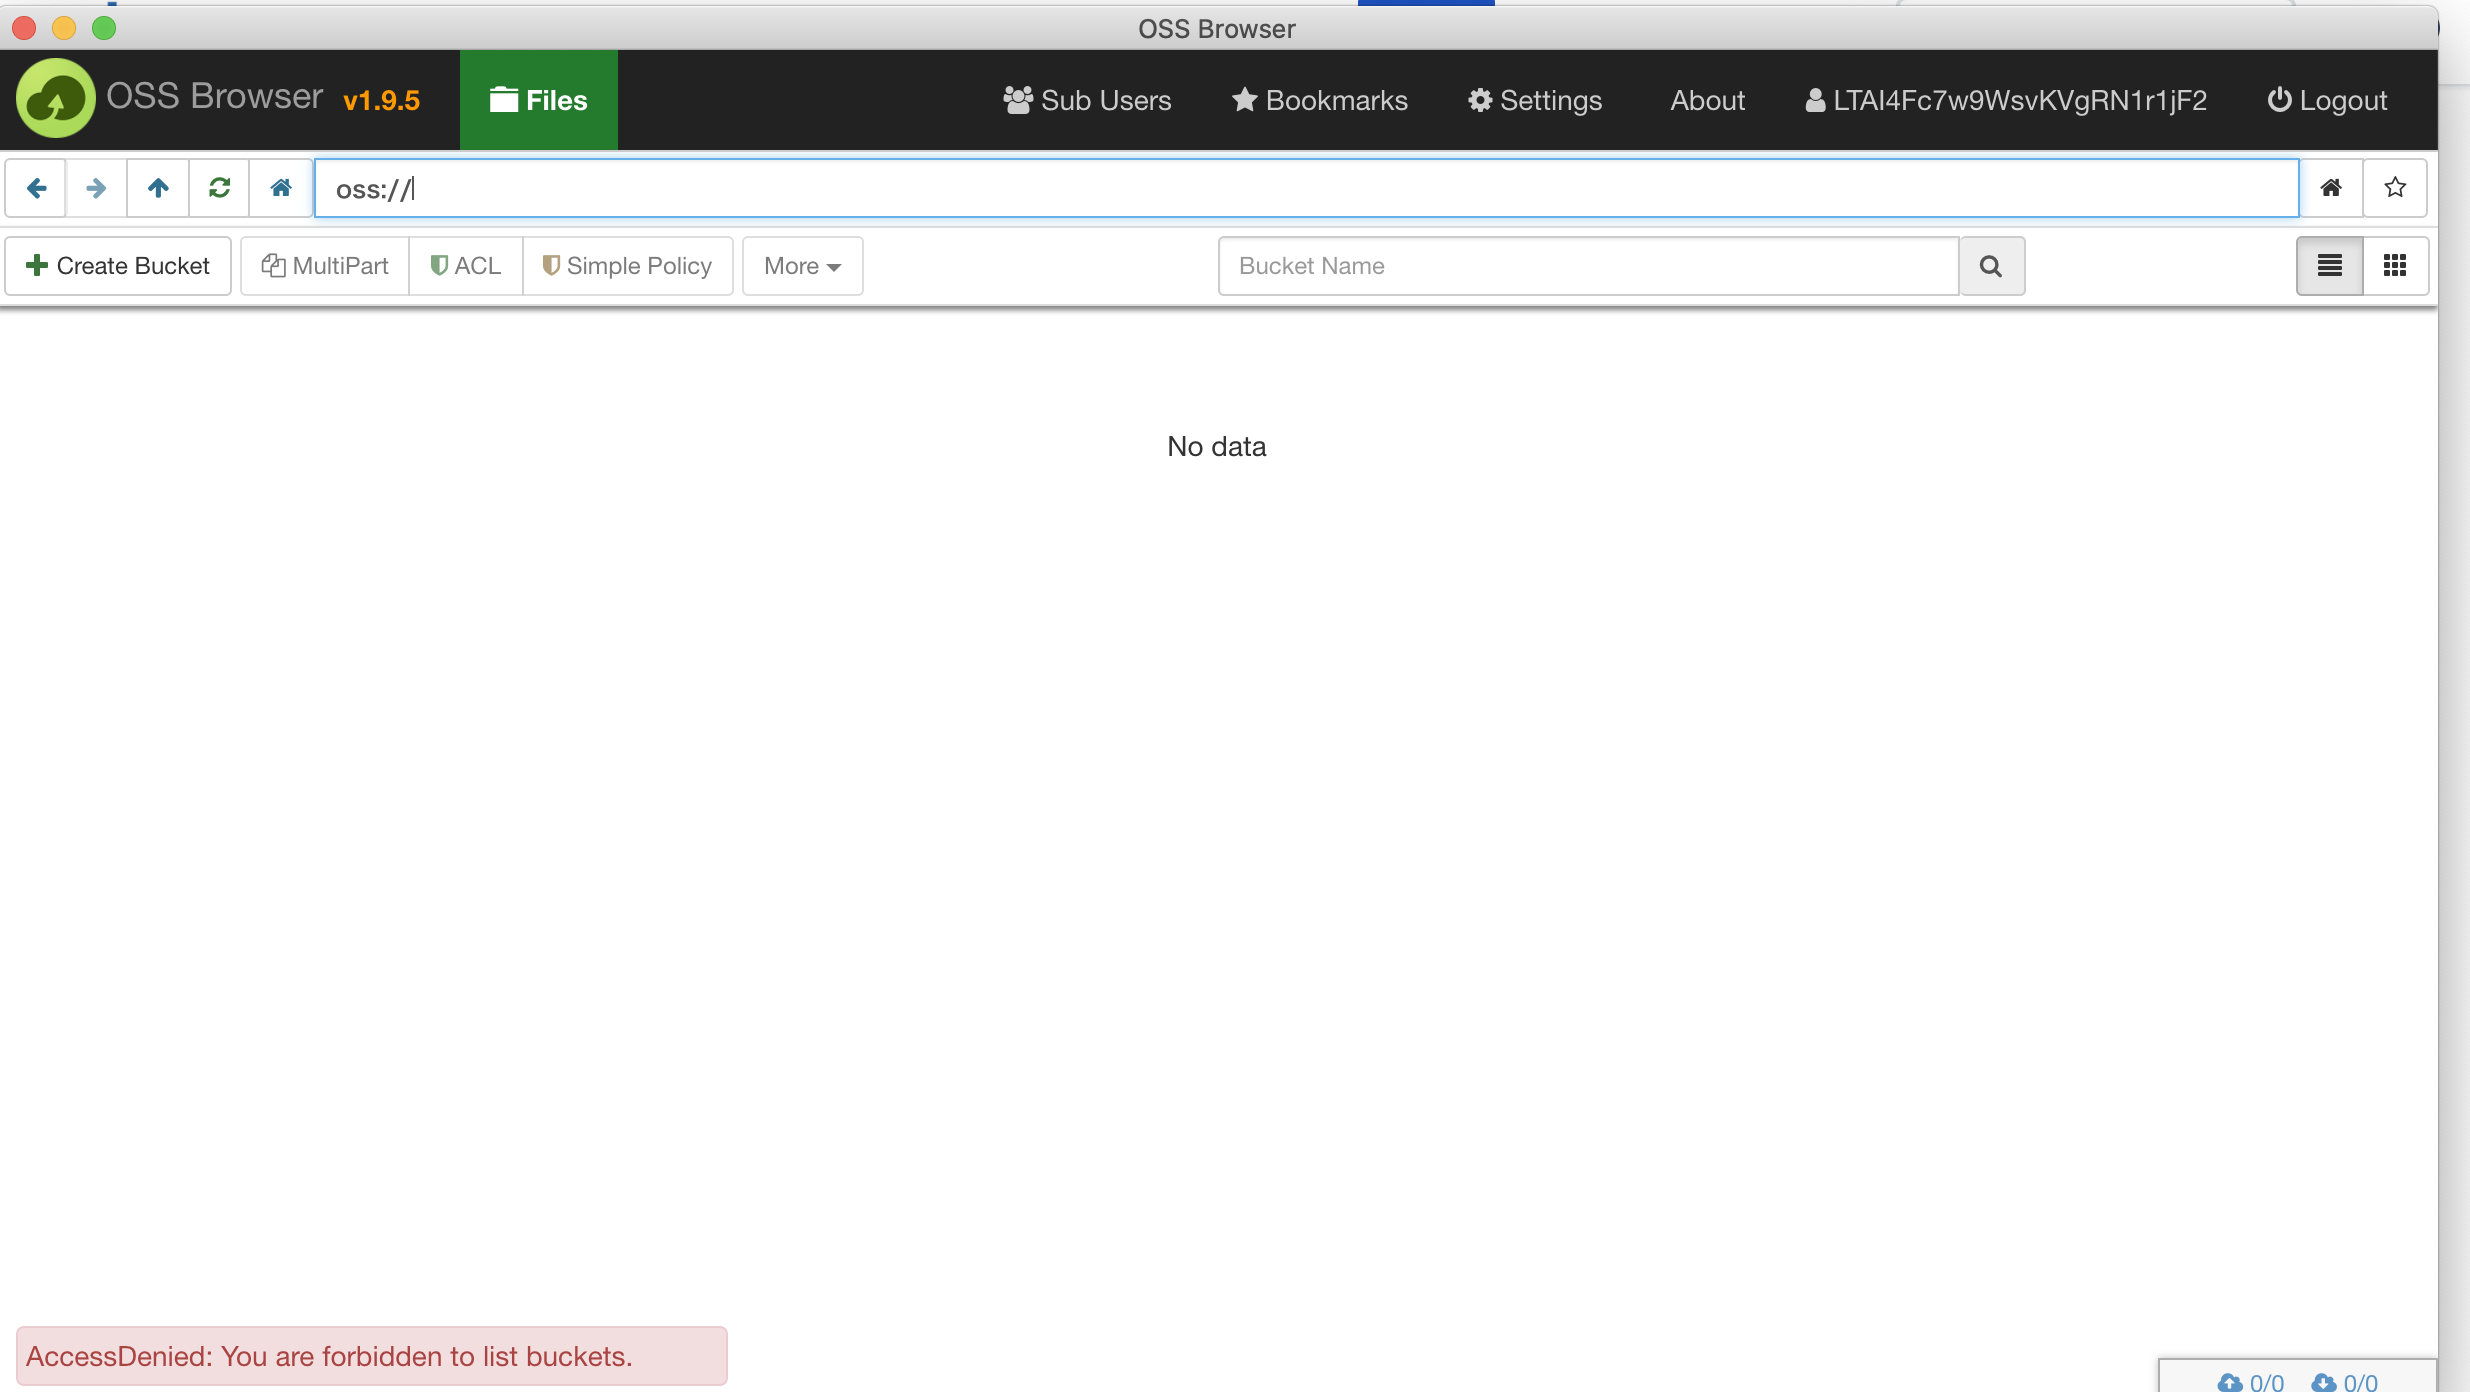 OSS Browser
OSS Browser v1.9.5 Files Sub Users Bookmarks Settings About LTAI4Fc7w9WsvKVgRN1r1jF2 Logout
oss://
Create Bucket MultiPart ACL Simple Policy More Bucket Name
No data
AccessDenied: You are forbidden to list buckets.
0/0 0/0